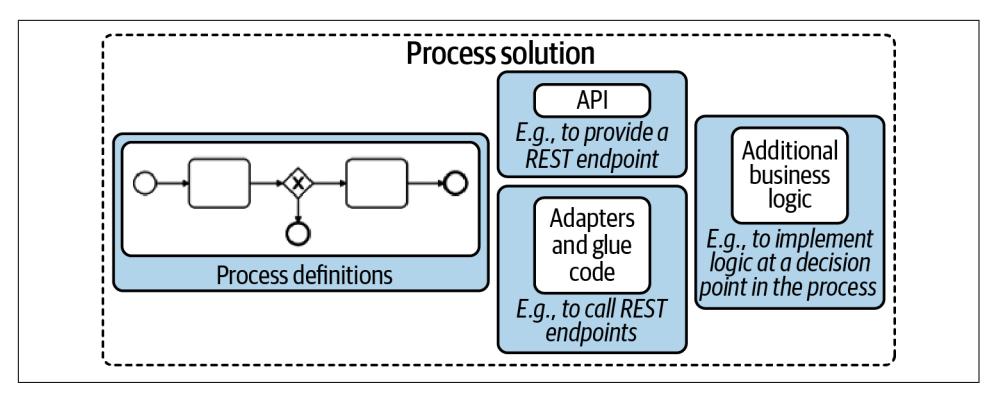 Process solution
Process definitions
API
E.g., to provide a
REST endpoint
Adapters
and glue
code
E.g., to call REST
endpoints
Additional
business
logic
E.g., to implement
logic at a decision
point in the process